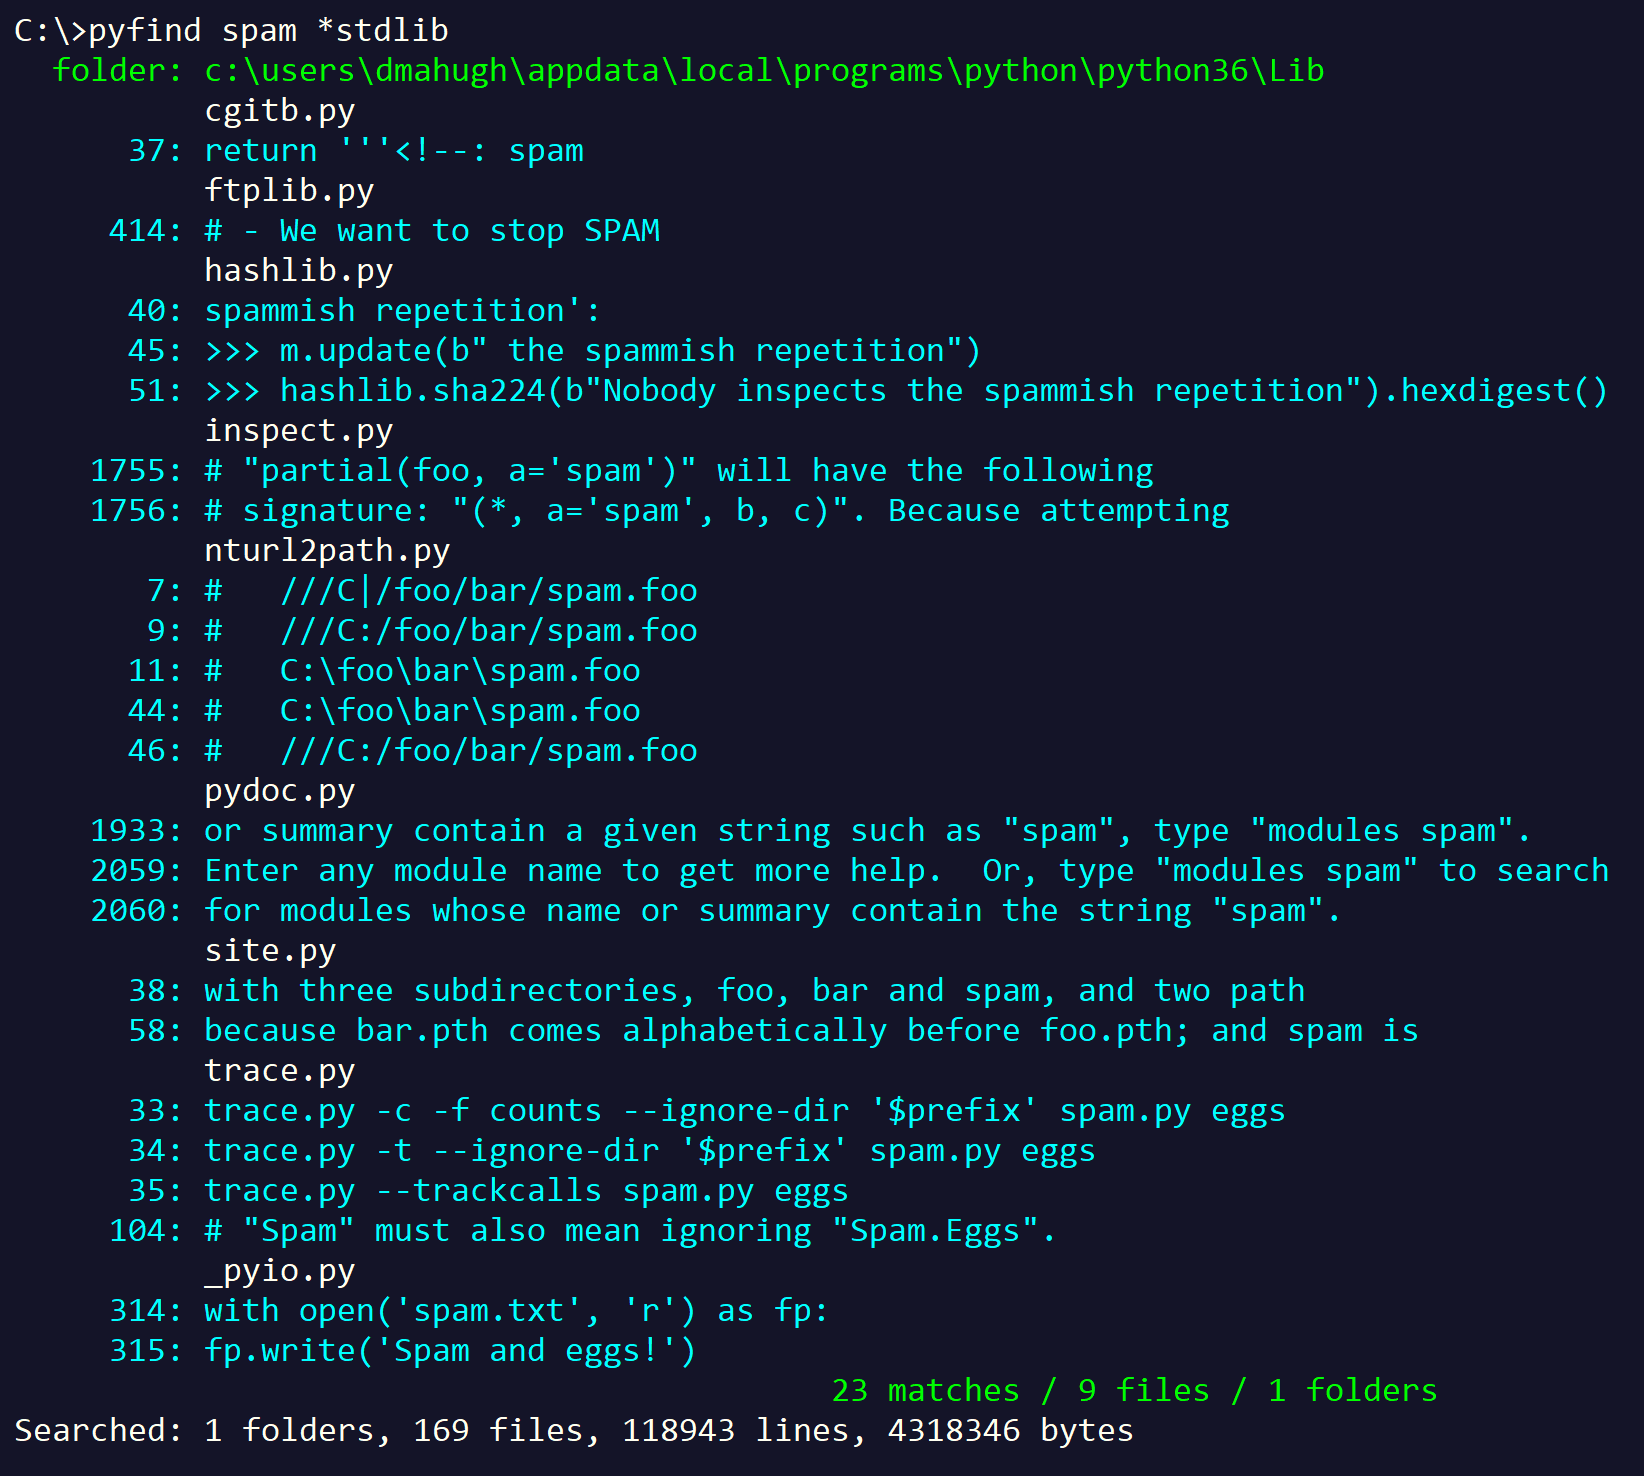 C:\>pyfind spam *stdlib
  folder: c:\users\dmahugh\appdata\local\programs\python\python36\Lib
          cgitb.py
      37: return '''<!--: spam
          ftplib.py
     414: # - We want to stop SPAM
          hashlib.py
      40: spammish repetition':
      45: >>> m.update(b" the spammish repetition")
      51: >>> hashlib.sha224(b"Nobody inspects the spammish repetition").hexdigest()
          inspect.py
    1755: # "partial(foo, a='spam')" will have the following
    1756: # signature: "(*, a='spam', b, c)". Because attempting
          nturl2path.py
       7: #   ///C|/foo/bar/spam.foo
       9: #   ///C:/foo/bar/spam.foo
      11: #   C:\foo\bar\spam.foo
      44: #   C:\foo\bar\spam.foo
      46: #   ///C:/foo/bar/spam.foo
          pydoc.py
    1933: or summary contain a given string such as "spam", type "modules spam".
    2059: Enter any module name to get more help.  Or, type "modules spam" to search
    2060: for modules whose name or summary contain the string "spam".
          site.py
      38: with three subdirectories, foo, bar and spam, and two path
      58: because bar.pth comes alphabetically before foo.pth; and spam is
          trace.py
      33: trace.py -c -f counts --ignore-dir '$prefix' spam.py eggs
      34: trace.py -t --ignore-dir '$prefix' spam.py eggs
      35: trace.py --trackcalls spam.py eggs
     104: # "Spam" must also mean ignoring "Spam.Eggs".
          _pyio.py
     314: with open('spam.txt', 'r') as fp:
     315: fp.write('Spam and eggs!')
                                           23 matches / 9 files / 1 folders
Searched: 1 folders, 169 files, 118943 lines, 4318346 bytes